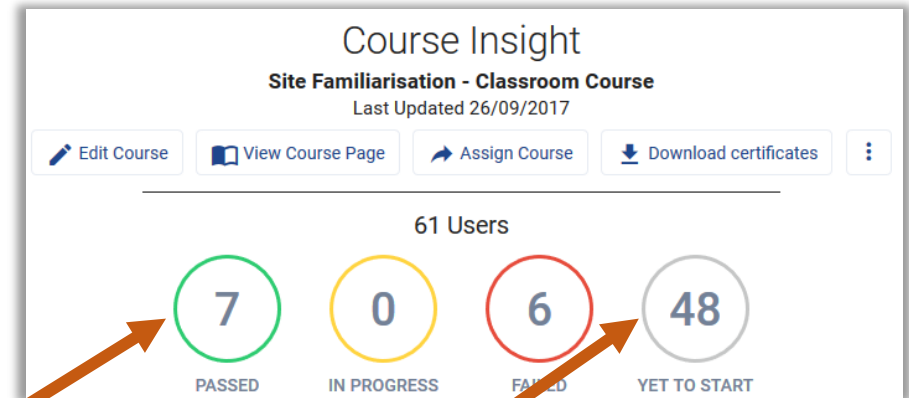 Course Insight
Site Familiarisation - Classroom Course
Last Updated 26/09/2017
Edit Course View Course Page Assign Course Download certificates
61 Users
7 0 6 48
PASSED IN PROGRESS FAILED YET TO START